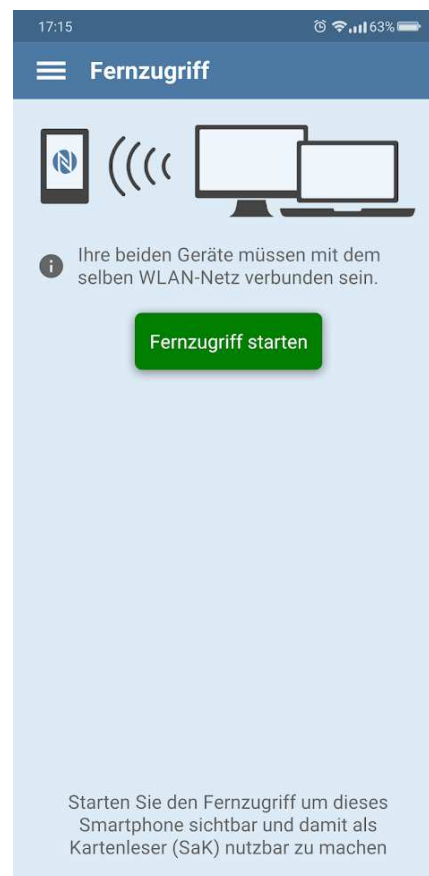 17:15 63%
Fernzugriff
Ihre beiden Geräte müssen mit dem
selben WLAN-Netz verbunden sein.
Fernzugriff starten
Starten Sie den Fernzugriff um dieses
Smartphone sichtbar und damit als
Kartenleser (SaK) nutzbar zu machen